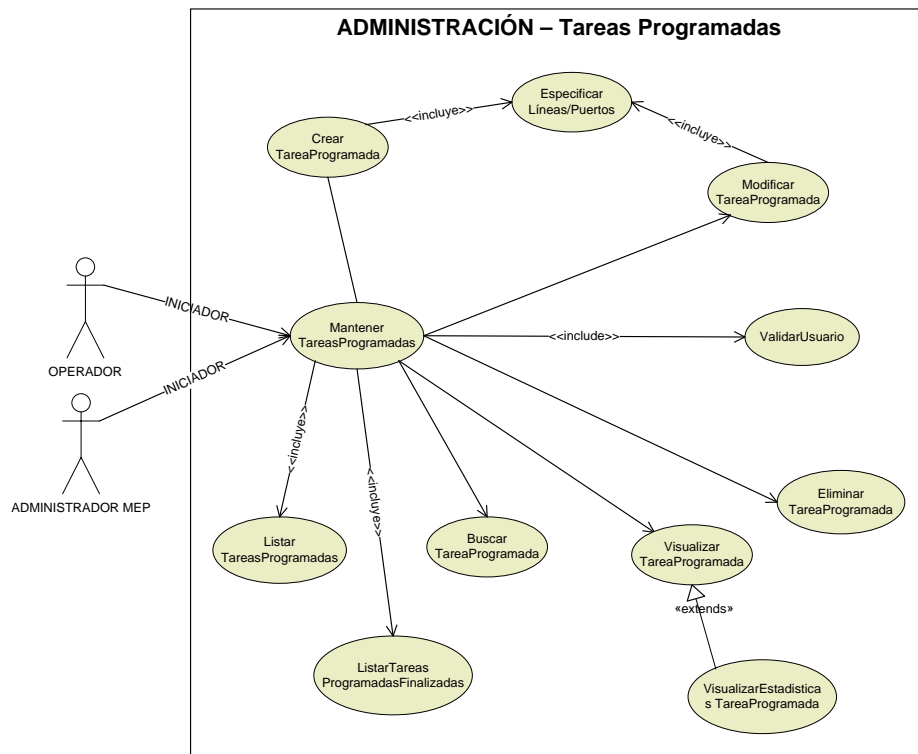 ADMINISTRACIÓN – Tareas Programadas
Especificar
Líneas/Puertos
<<incluye>>
<<incluye>>
Crear
TareaProgramada
Modificar
TareaProgramada
INICIADOR
Mantener
TareasProgramadas
<<include>>
ValidarUsuario
OPERADOR
INICIADOR
ADMINISTRADOR MEP
<<incluye>>
<<incluye>>
Eliminar
TareaProgramada
Listar
TareasProgramadas
Buscar
TareaProgramada
Visualizar
TareaProgramada
«extends»
ListarTareas
ProgramadasFinalizadas
VisualizarEstadistica
s TareaProgramada